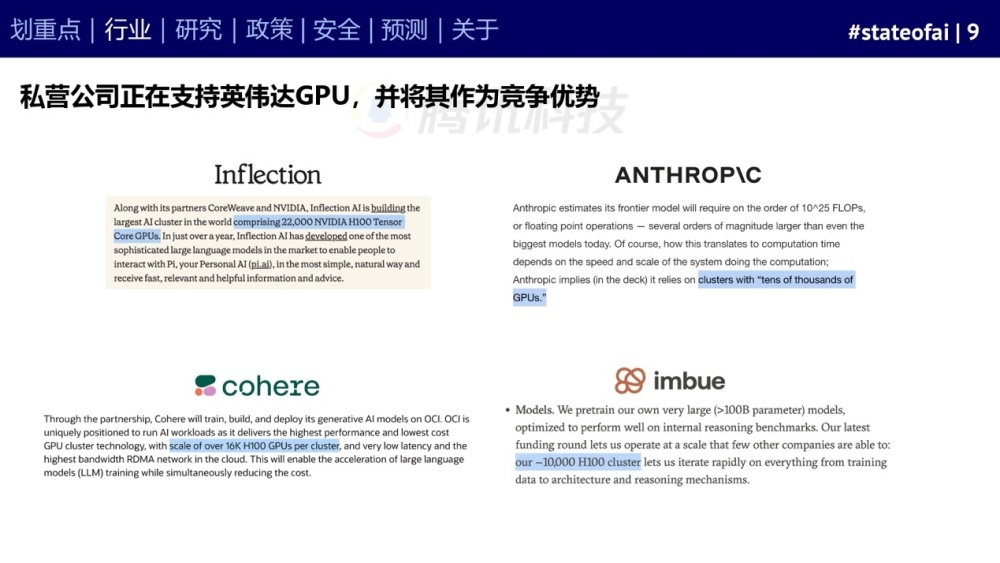 划重点 | 行业 | 研究 | 政策 | 安全 | 预测 | 关于
#stateofai | 9
私营公司正在支持英伟达GPU，并将其作为竞争优势
腾讯科技
Inflection
Along with its partners CoreWeave and NVIDIA, Inflection AI is building the
largest AI cluster in the world comprising 22,000 NVIDIA H100 Tensor
Core GPUs. In just over a year, Inflection AI has developed one of the most
sophisticated large language models in the market to enable people to
interact with Pi, your Personal AI (pi.ai), in the most simple, natural way and
receive fast, relevant and helpful information and advice.
ANTHROP\C
Anthropic estimates its frontier model will require on the order of 10^25 FLOPs,
or floating point operations — several orders of magnitude larger than even the
biggest models today. Of course, how this translates to computation time
depends on the speed and scale of the system doing the computation;
Anthropic implies (in the deck) it relies on clusters with “tens of thousands of
GPUs.”
cohere
Through the partnership, Cohere will train, build, and deploy its generative AI models on OCI. OCI is
uniquely positioned to run AI workloads as it delivers the highest performance and lowest cost
GPU cluster technology, with scale of over 16K H100 GPUs per cluster, and very low latency and the
highest bandwidth RDMA network in the cloud. This will enable the acceleration of large language
models (LLM) training while simultaneously reducing the cost.
imbue
• Models. We pretrain our own very large (>100B parameter) models,
optimized to perform well on internal reasoning benchmarks. Our latest
funding round lets us operate at a scale that few other companies are able to:
our ~10,000 H100 cluster lets us iterate rapidly on everything from training
data to architecture and reasoning mechanisms.